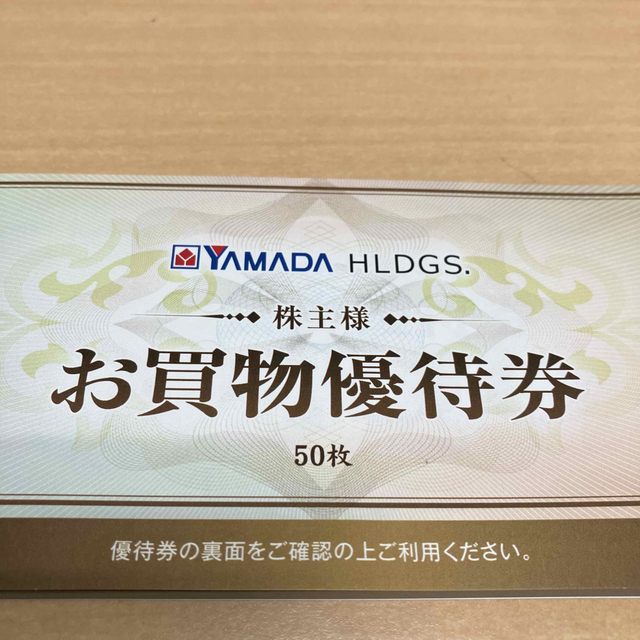 YAMADA HLDGS.
株主様
お買物優待券
50枚
優待券の裏面をご確認の上ご利用ください。